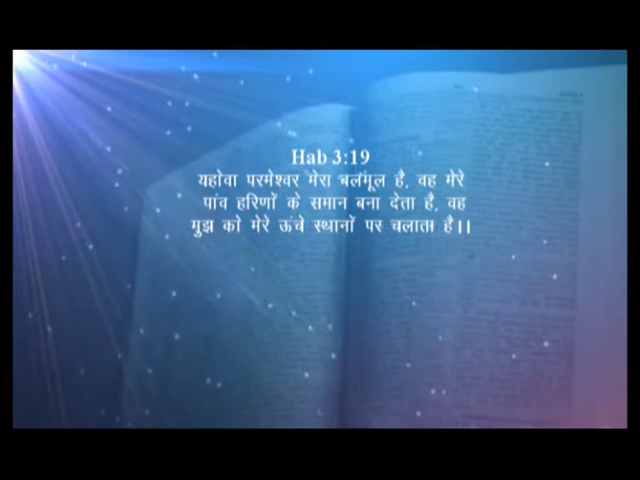 Hab 3:19
यहोवा परमेश्वर मेरा बलमूल है, वह मेरे
पांव हरिणों के समान बना देता है, वह
मुझ को मेरे ऊंचे स्थानों पर चलाता है।।